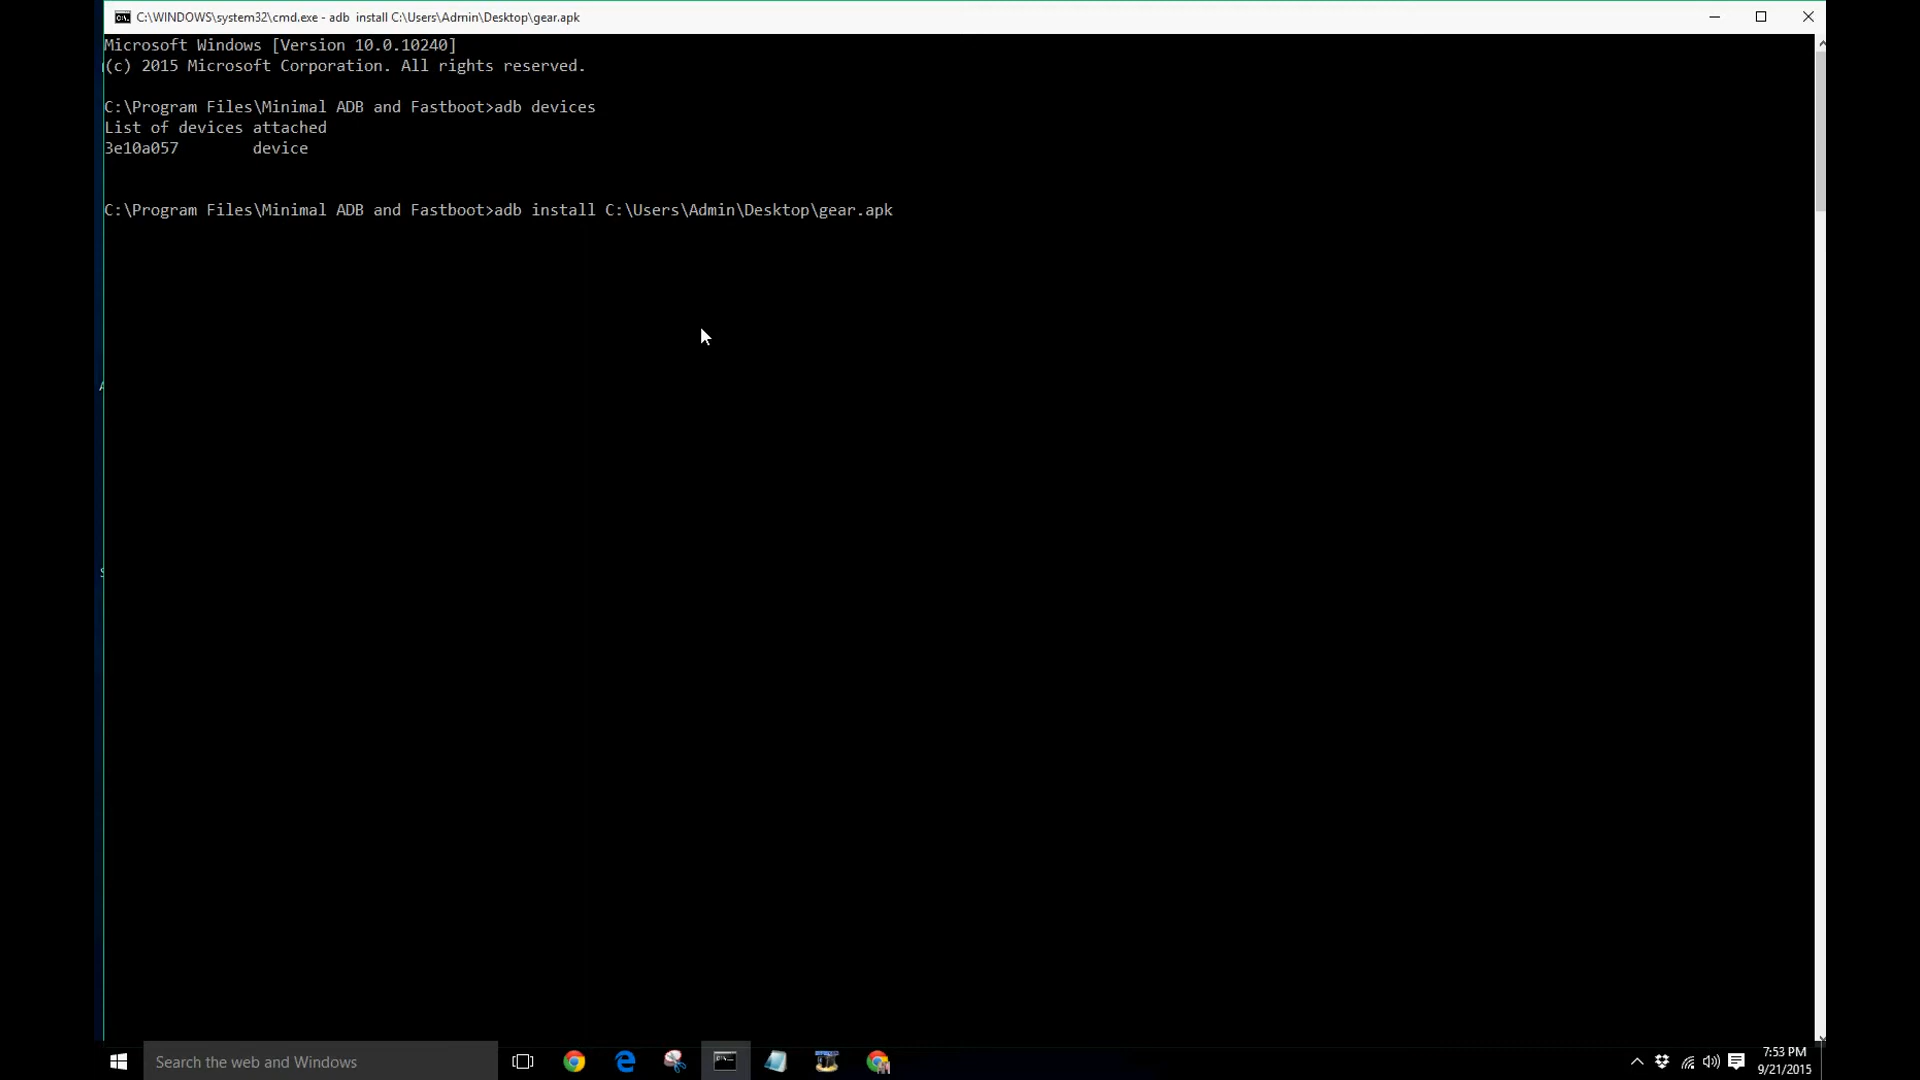 C:\WINDOWS\system32\cmd.exe - adb  install C:\Users\Admin\Desktop\gear.apk
Microsoft Windows [Version 10.0.10240]
(c) 2015 Microsoft Corporation. All rights reserved.
C:\Program Files\Minimal ADB and Fastboot>adb devices
List of devices attached
3e10a057        device
C:\Program Files\Minimal ADB and Fastboot>adb install C:\Users\Admin\Desktop\gear.apk
Search the web and Windows
7:53 PM
9/21/2015